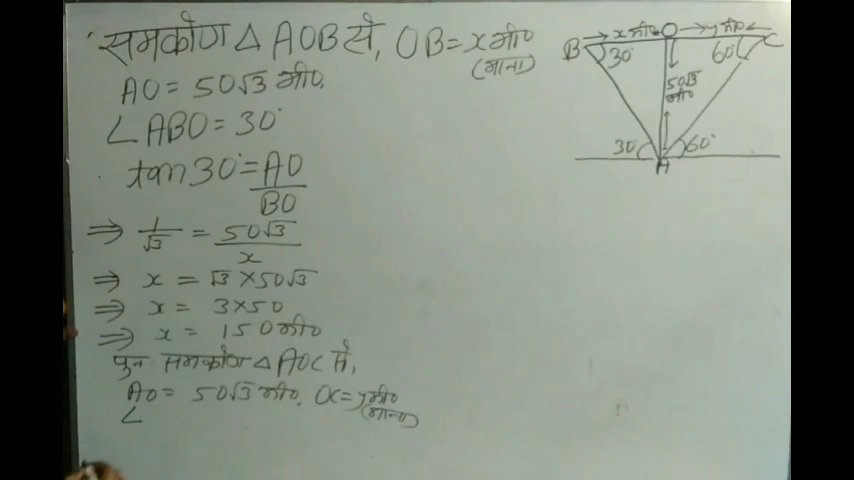 समकोण △ AOB से, OB = x मी०
(माना)
AO = 50√3 मी०
∠ABO = 30°
tan 30° = AO/BO
⇒ 1/√3 = 50√3/x
⇒ x = √3 × 50√3
⇒ x = 3×50
⇒ x = 150 मी०
पुनः समकोण △ AOC से,
AO = 50√3 मी०, OC = y मी०
(माना)
∠
x मी० O y मी०
B 30° 60° C
50√3
मी०
30° 60°
A